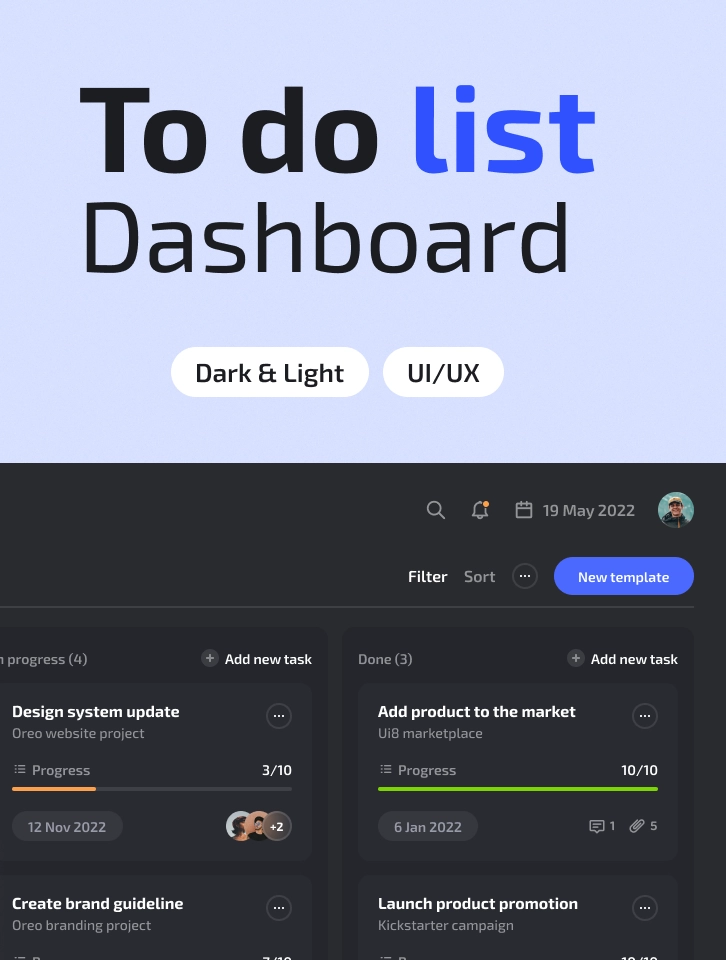 To do list
Dashboard
Dark & Light
UI/UX
19 May 2022
Filter
Sort
New template
progress (4)
Add new task
Done (3)
Add new task
Design system update
Oreo website project
Progress
3/10
12 Nov 2022
+2
Add product to the market
Ui8 marketplace
Progress
10/10
6 Jan 2022
1
5
Create brand guideline
Oreo branding project
Launch product promotion
Kickstarter campaign